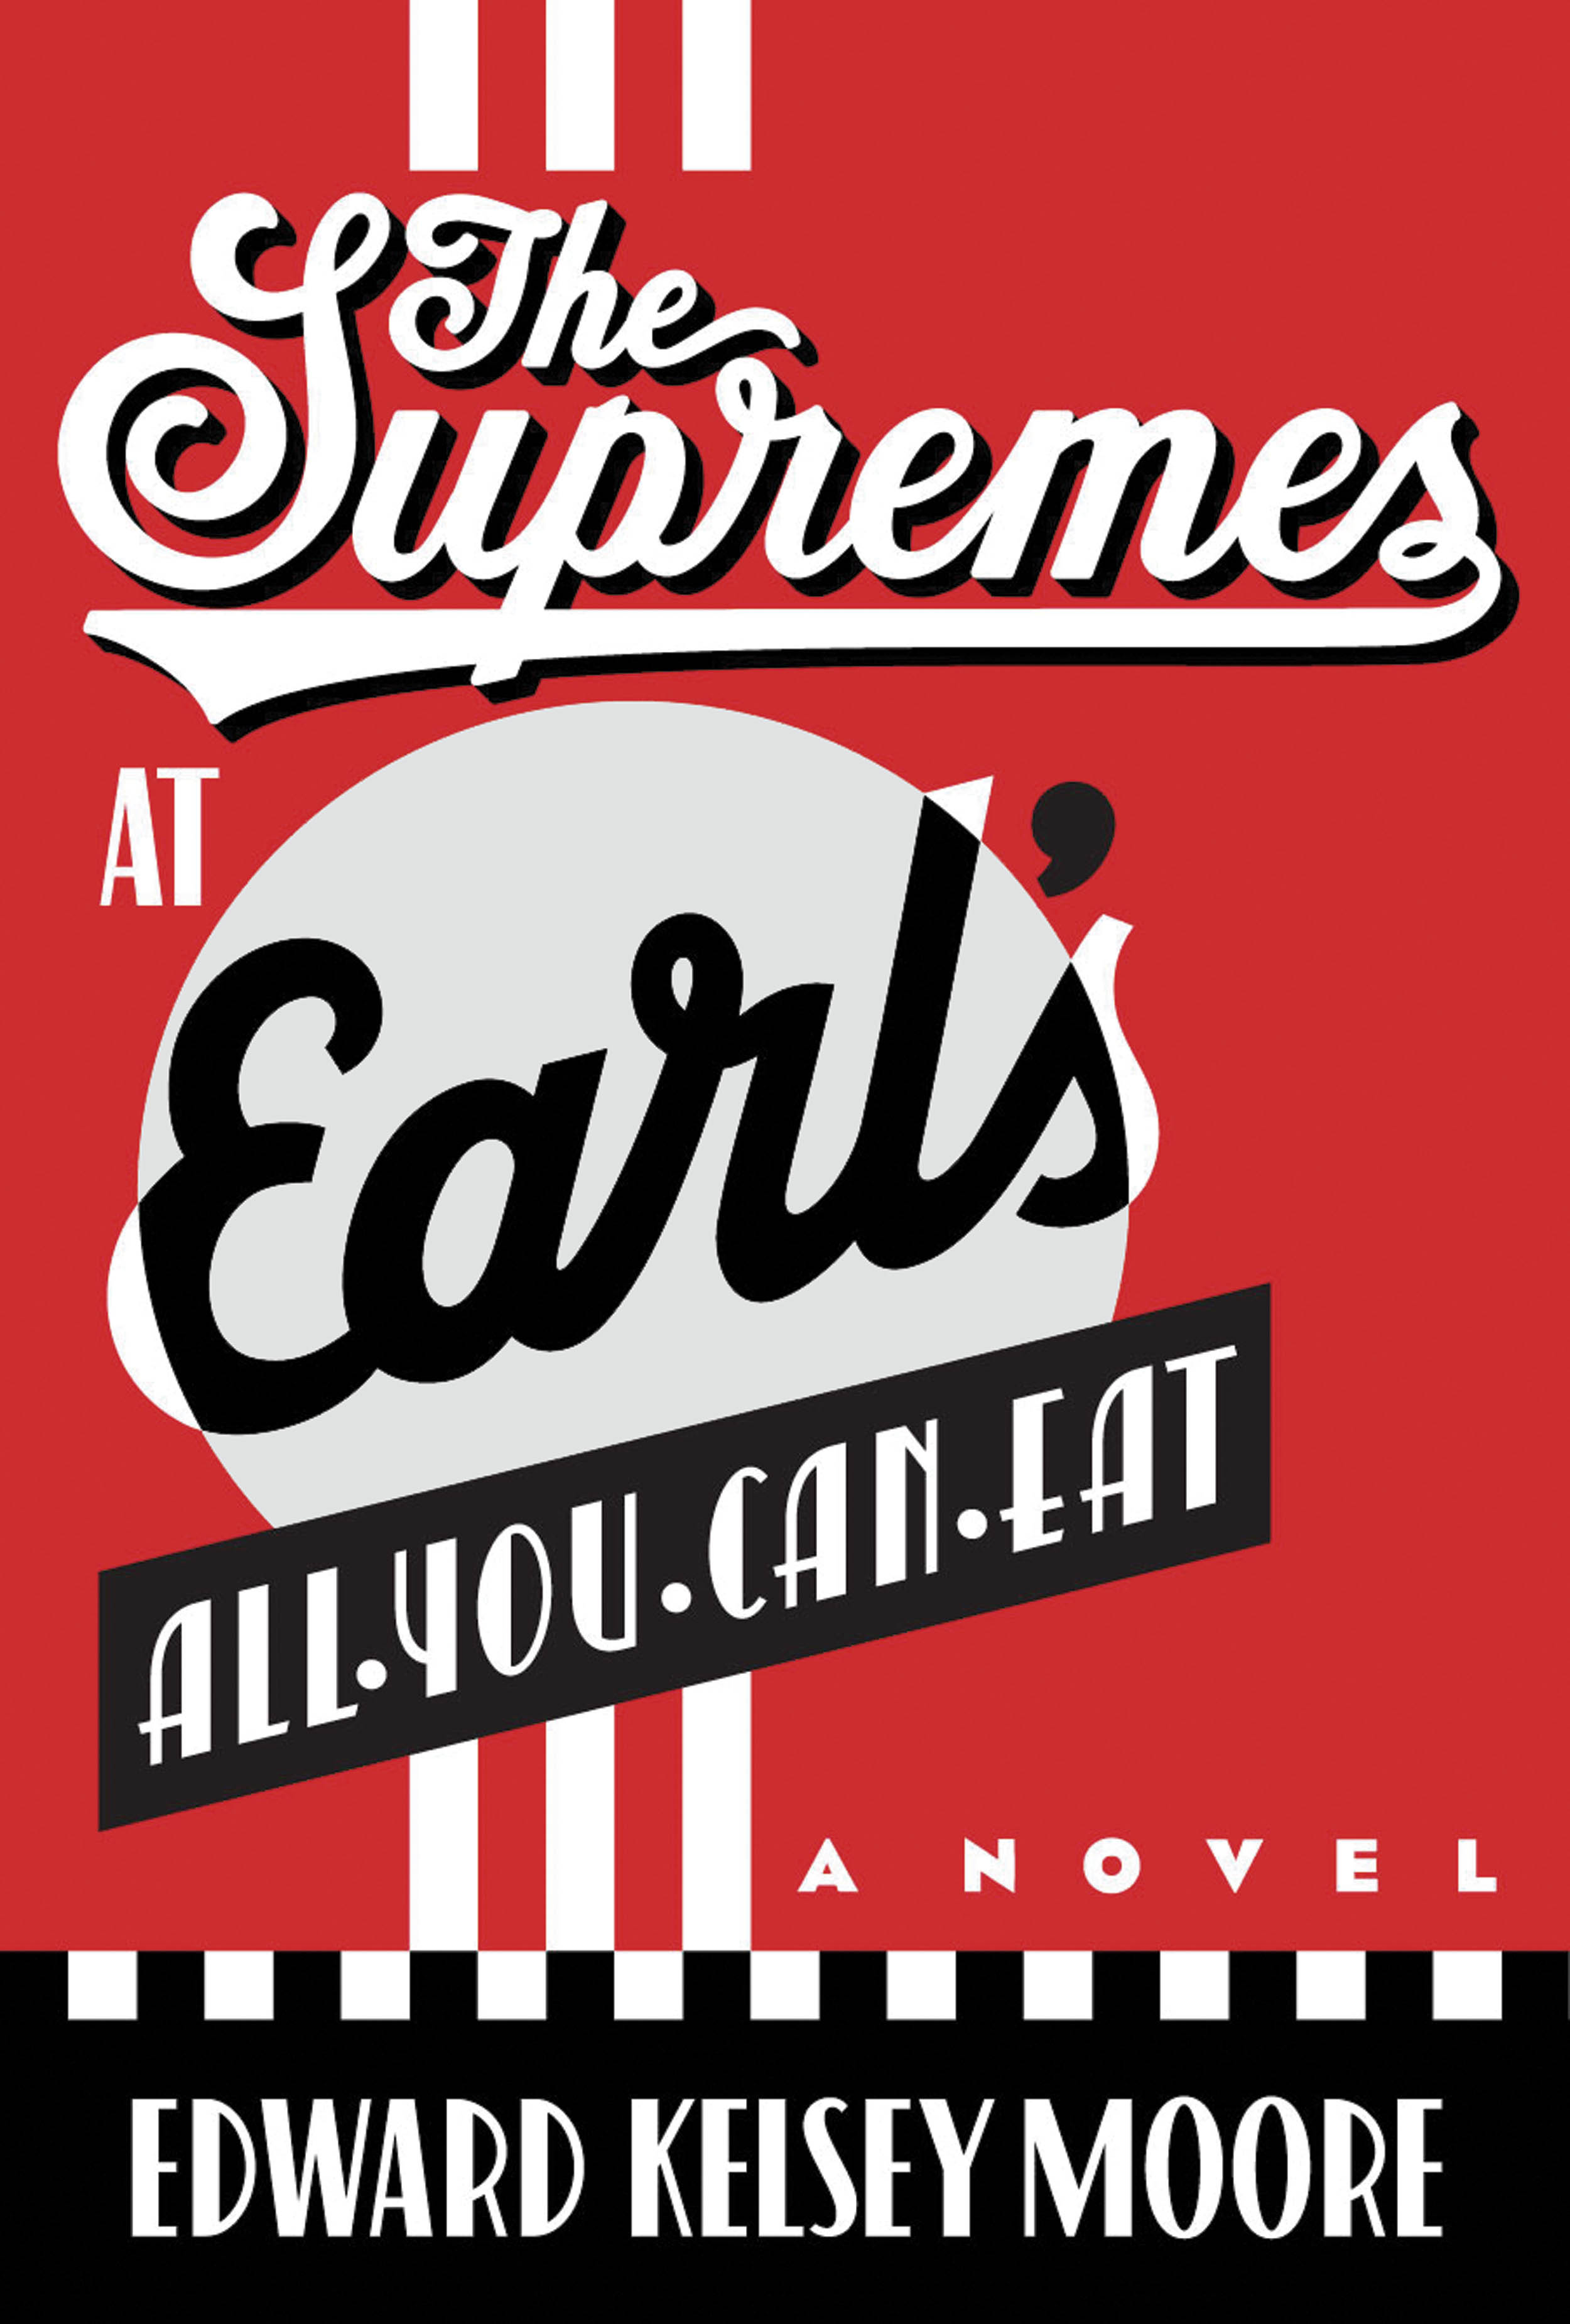 The
Supremes
AT
Earl's
ALL•YOU•CAN•EAT
A NOVEL
EDWARD KELSEY MOORE